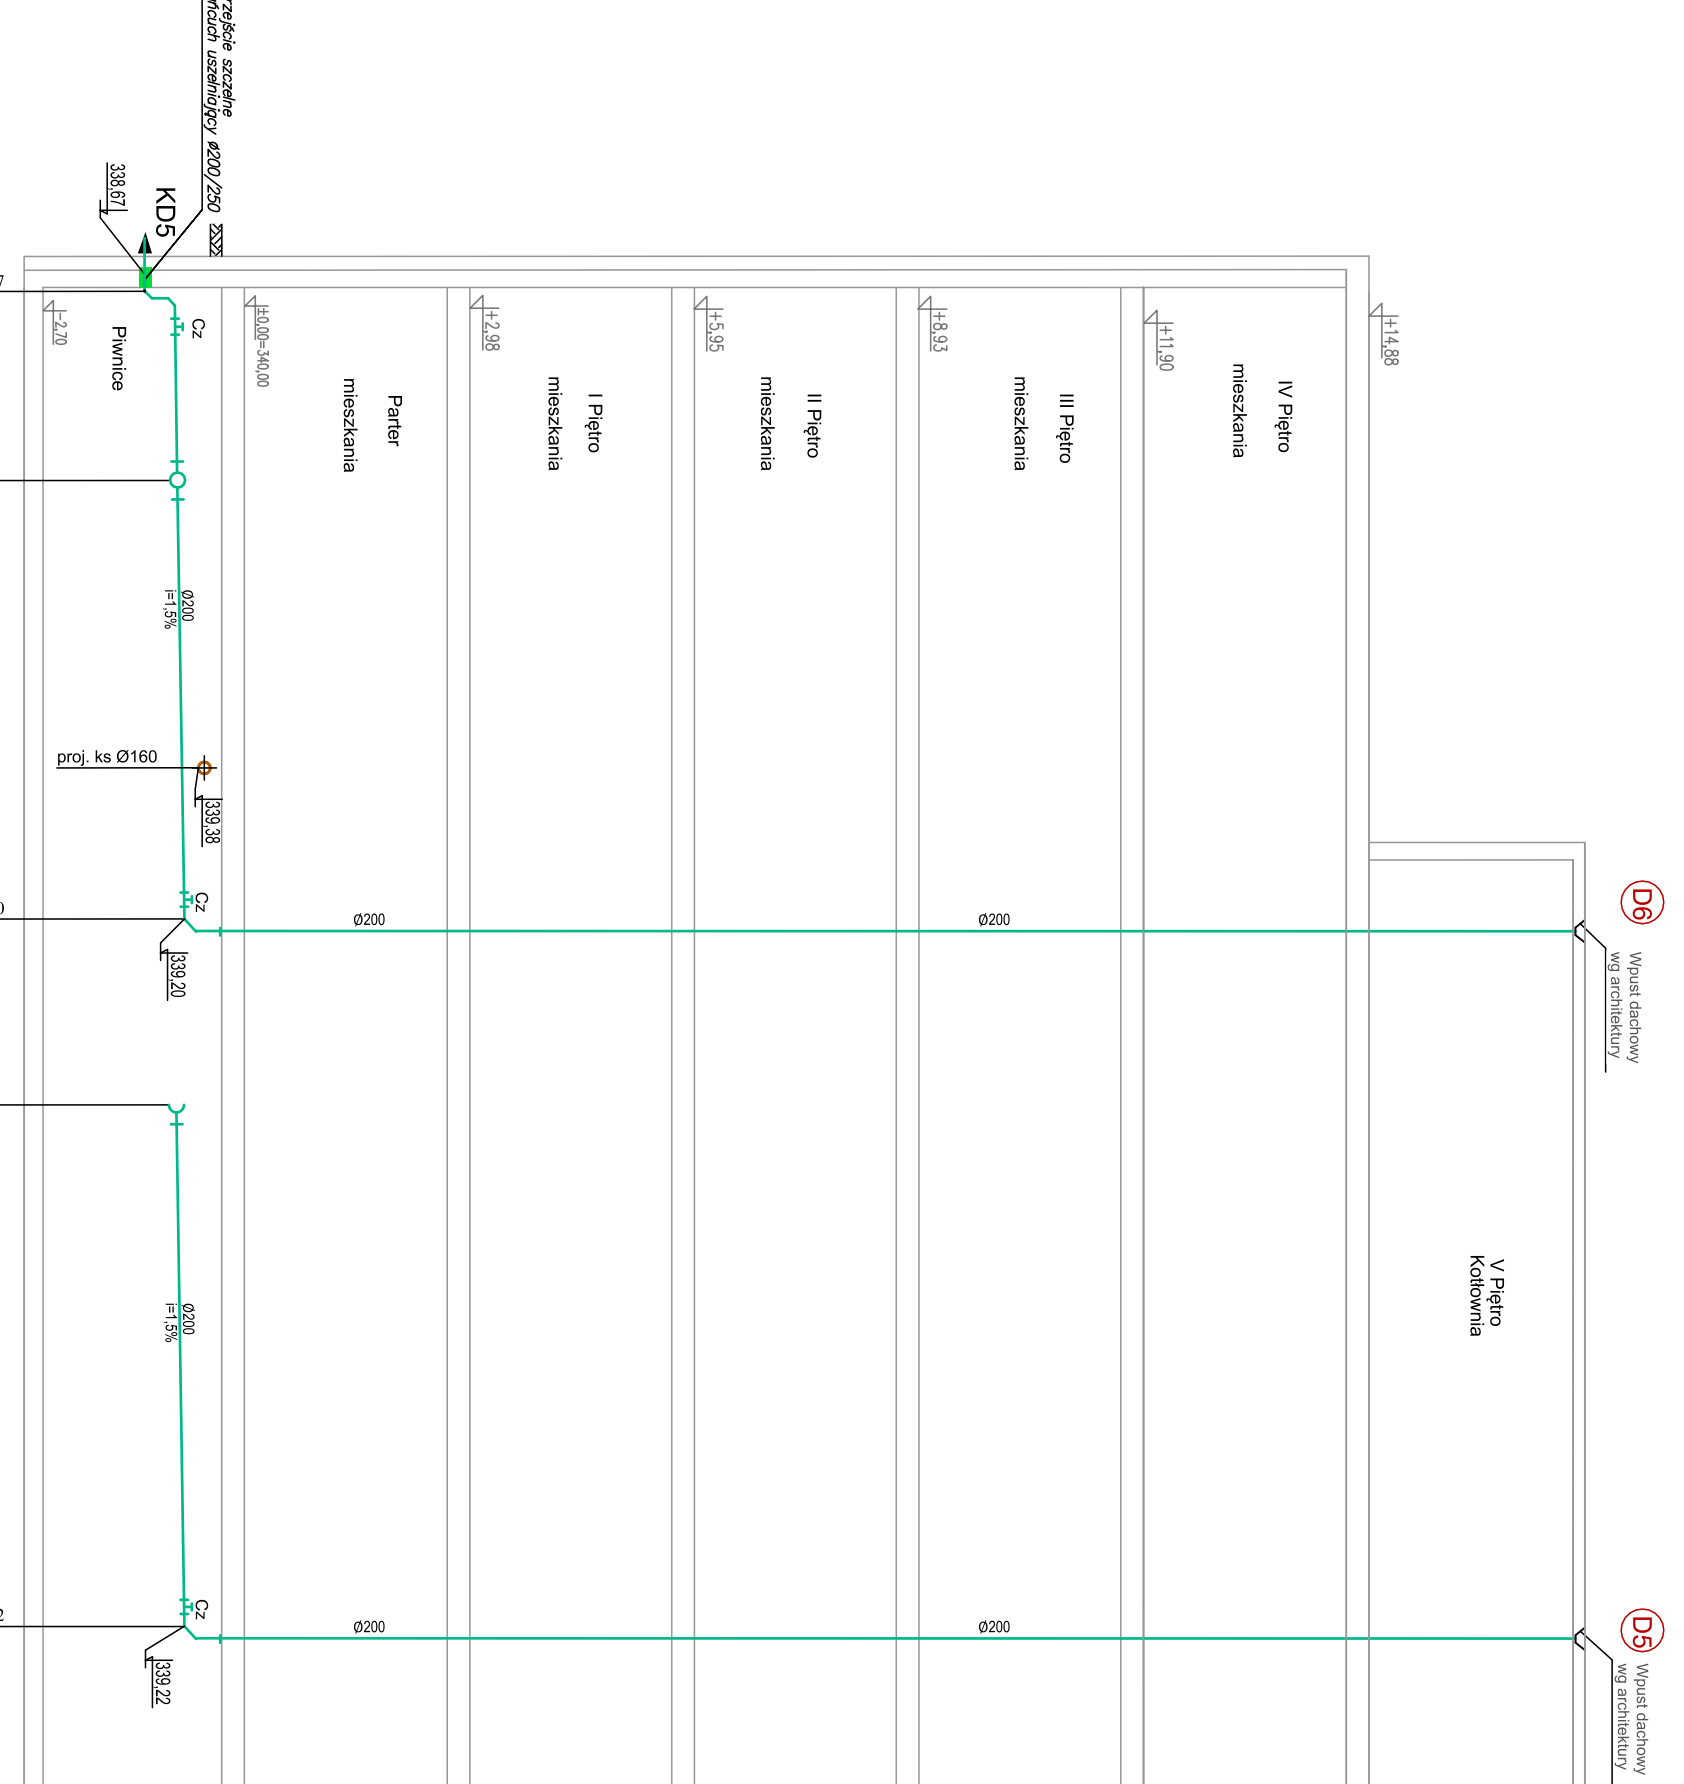 szczelne
uszelniający ø200/250
KD5
338,67
D6
Wpust dachowy
wg architektury
D5
Wpust dachowy
wg architektury
+14,88
IV Piętro
mieszkania
V Piętro
Kotłownia
+11,90
III Piętro
mieszkania
+8,93
II Piętro
mieszkania
+5,95
I Piętro
mieszkania
+2,98
Parter
mieszkania
±0,00=340,00
Piwnice
-2,70
Cz
Ø200
i=1,5%
proj. ks Ø160
339,38
Cz
339,20
Ø200
Ø200
Ø200
i=1,5%
Cz
339,22
Ø200
Ø200